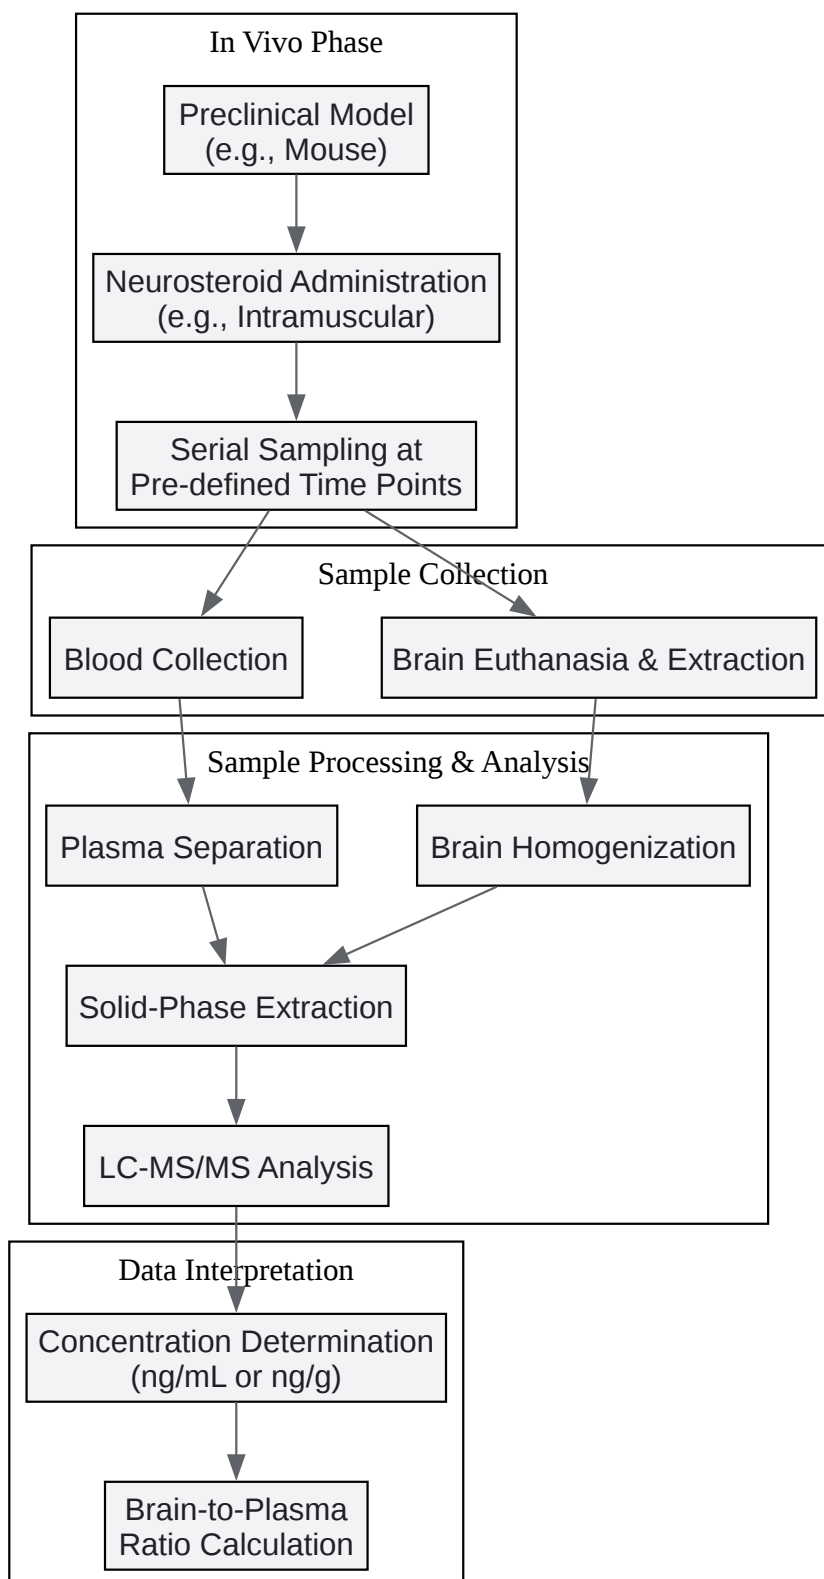 In Vivo Phase
Preclinical Model
(e.g., Mouse)
Neurosteroid Administration
(e.g., Intramuscular)
Serial Sampling at
Pre-defined Time Points
Sample Collection
Blood Collection
Brain Euthanasia & Extraction
Sample Processing & Analysis
Plasma Separation
Brain Homogenization
Solid-Phase Extraction
LC-MS/MS Analysis
Data Interpretation
Concentration Determination
(ng/mL or ng/g)
Brain-to-Plasma
Ratio Calculation